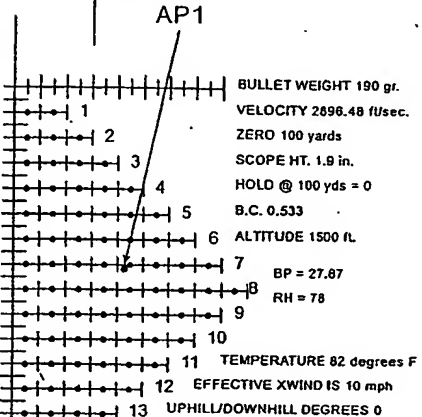 AP1
BULLET WEIGHT 190 gr.
1 VELOCITY 2896.48 ft/sec.
2 ZERO 100 yards
3 SCOPE HT. 1.9 in.
4 HOLD @ 100 yds = 0
5 B.C. 0.533
6 ALTITUDE 1500 ft.
7
BP = 27.87
8
RH = 78
9
10
11 TEMPERATURE 82 degrees F
12 EFFECTIVE XWIND IS 10 mph
13 UPHILL/DOWNHILL DEGREES 0